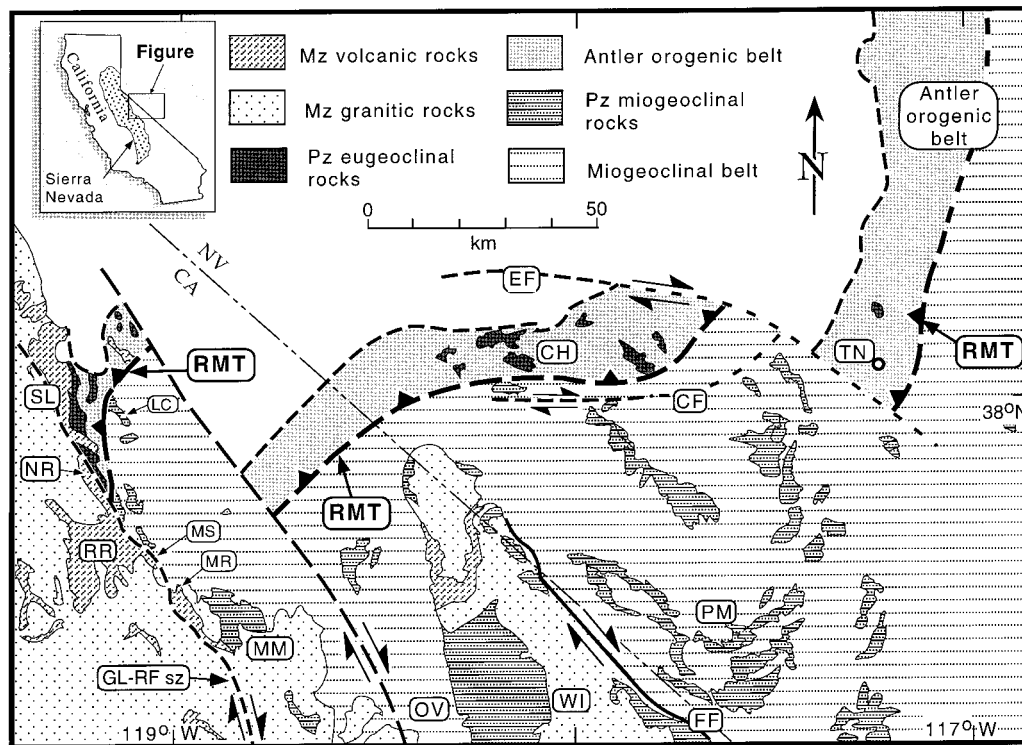 Figure
California
Sierra
Nevada
Mz volcanic rocks
Mz granitic rocks
Pz eugeoclinal
rocks
Antler orogenic belt
Pz miogeoclinal
rocks
Miogeoclinal belt
0 50
km
N
Antler
orogenic
belt
NV
CA
EF
CH
TN
RMT
RMT
SL
LC
CF
38°N
NR
RMT
RR
MS
MR
MM
PM
GL-RF sz
OV
WI
FF
119° W
117° W